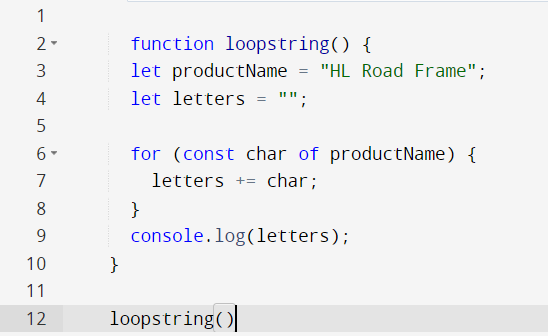 1
2 function loopstring() {
3 let productName = "HL Road Frame";
4 let letters = "";
5
6 for (const char of productName) {
7 letters += char;
8 }
9 console.log(letters);
10 }
11
12 loopstring()